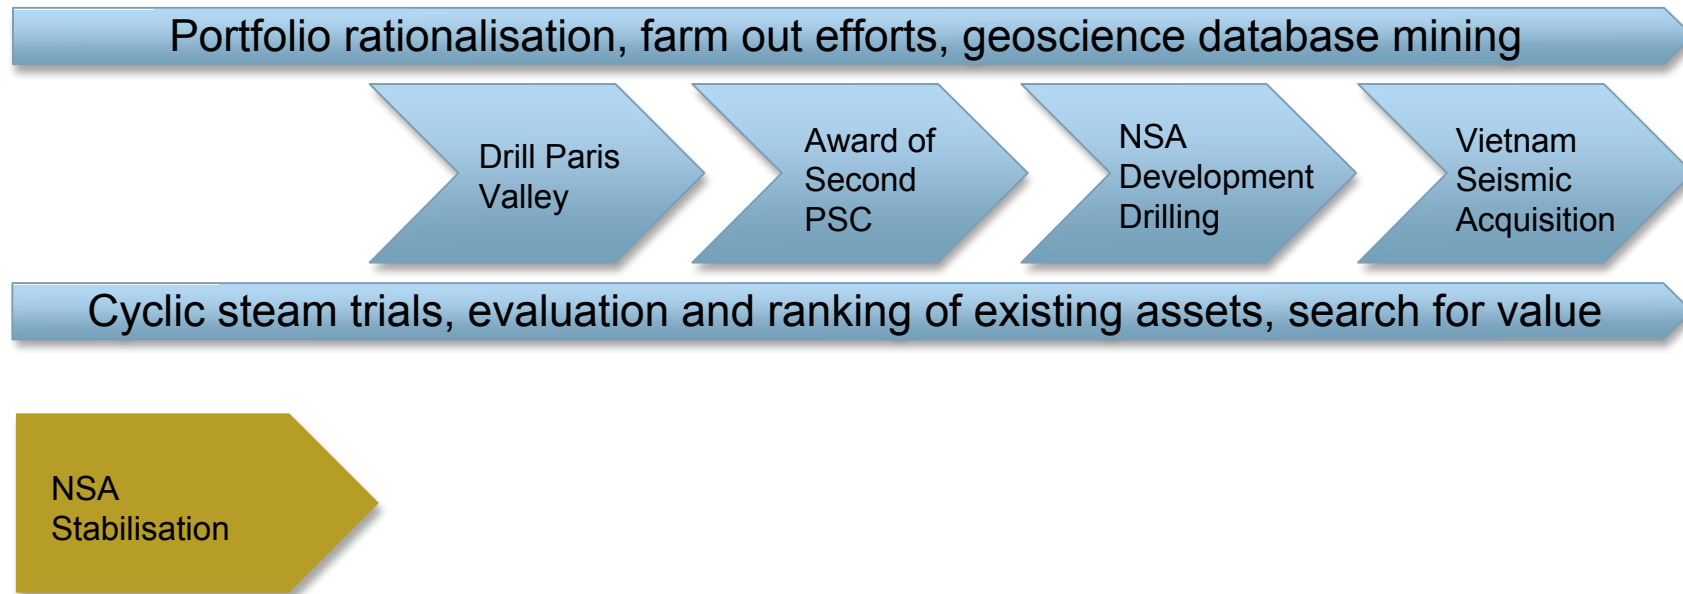 Portfolio rationalisation, farm out efforts, geoscience database mining
Drill Paris
Valley
Award of
Second
PSC
NSA
Development
Drilling
Vietnam
Seismic
Acquisition
Cyclic steam trials, evaluation and ranking of existing assets, search for value
NSA
Stabilisation